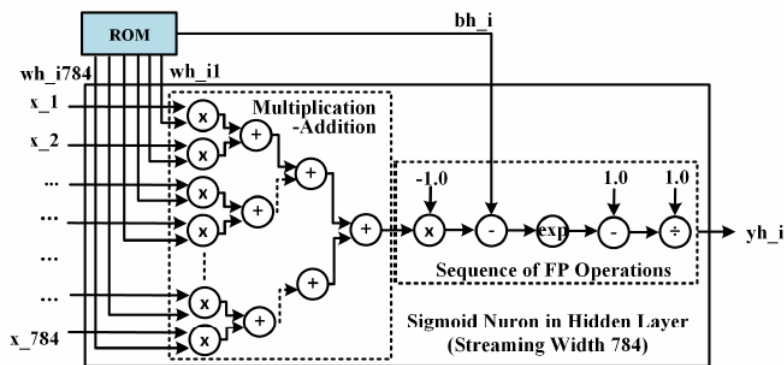 ROM
bh_i
wh_i784
wh_i1
x_1
x
Multiplication
-Addition
+
x_2
x
...
x
+
-1.0
1.0
1.0
...
x
+
+
x
-
exp
-
÷
yh_i
...
+
Sequence of FP Operations
...
x
+
x_784
x
Sigmoid Nuron in Hidden Layer
(Streaming Width 784)